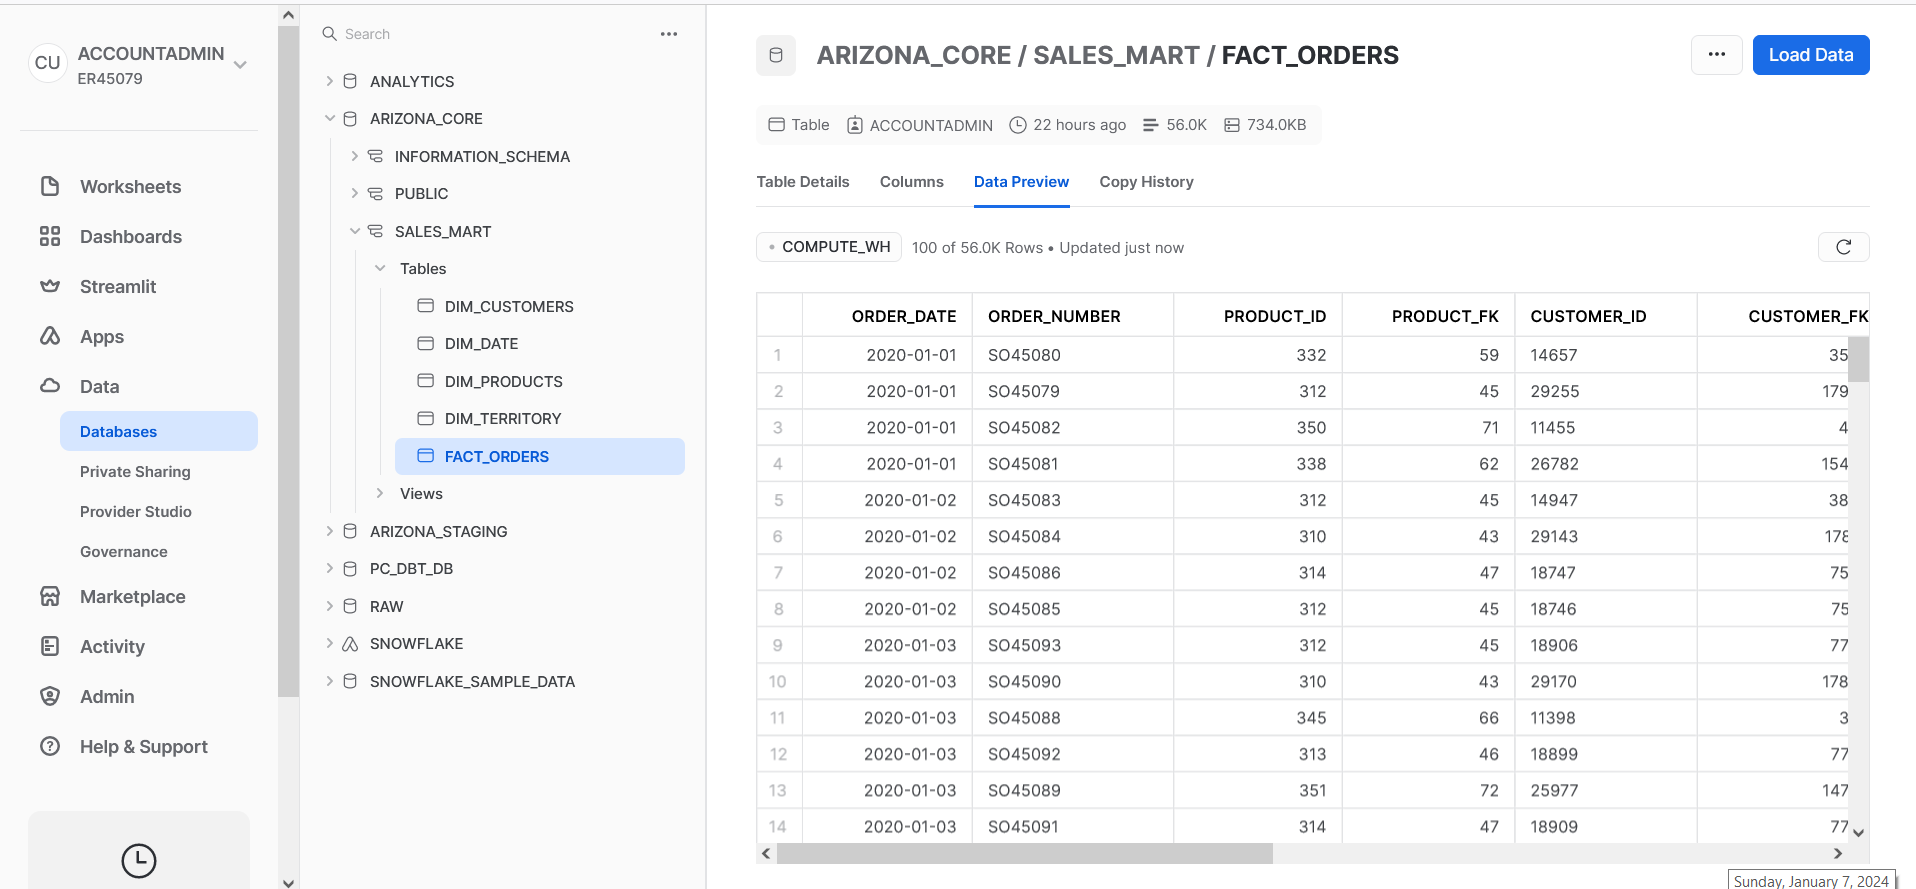 CU
ACCOUNTADMIN
ER45079
Worksheets
Dashboards
Streamlit
Apps
Data
Databases
Private Sharing
Provider Studio
Governance
Marketplace
Activity
Admin
Help & Support
Search
ANALYTICS
ARIZONA_CORE
INFORMATION_SCHEMA
PUBLIC
SALES_MART
Tables
DIM_CUSTOMERS
DIM_DATE
DIM_PRODUCTS
DIM_TERRITORY
FACT_ORDERS
Views
ARIZONA_STAGING
PC_DBT_DB
RAW
SNOWFLAKE
SNOWFLAKE_SAMPLE_DATA
ARIZONA_CORE / SALES_MART / FACT_ORDERS
Load Data
Table ACCOUNTADMIN 22 hours ago 56.0K 734.0KB
Table Details Columns Data Preview Copy History
COMPUTE_WH 100 of 56.0K Rows • Updated just now
ORDER_DATE ORDER_NUMBER PRODUCT_ID PRODUCT_FK CUSTOMER_ID CUSTOMER_FK
1 2020-01-01 SO45080 332 59 14657 35
2 2020-01-01 SO45079 312 45 29255 179
3 2020-01-01 SO45082 350 71 11455 4
4 2020-01-01 SO45081 338 62 26782 154
5 2020-01-02 SO45083 312 45 14947 38
6 2020-01-02 SO45084 310 43 29143 178
7 2020-01-02 SO45086 314 47 18747 75
8 2020-01-02 SO45085 312 45 18746 75
9 2020-01-03 SO45093 312 45 18906 77
10 2020-01-03 SO45090 310 43 29170 178
11 2020-01-03 SO45088 345 66 11398 3
12 2020-01-03 SO45092 313 46 18899 77
13 2020-01-03 SO45089 351 72 25977 147
14 2020-01-03 SO45091 314 47 18909 77
Sunday, January 7, 2024